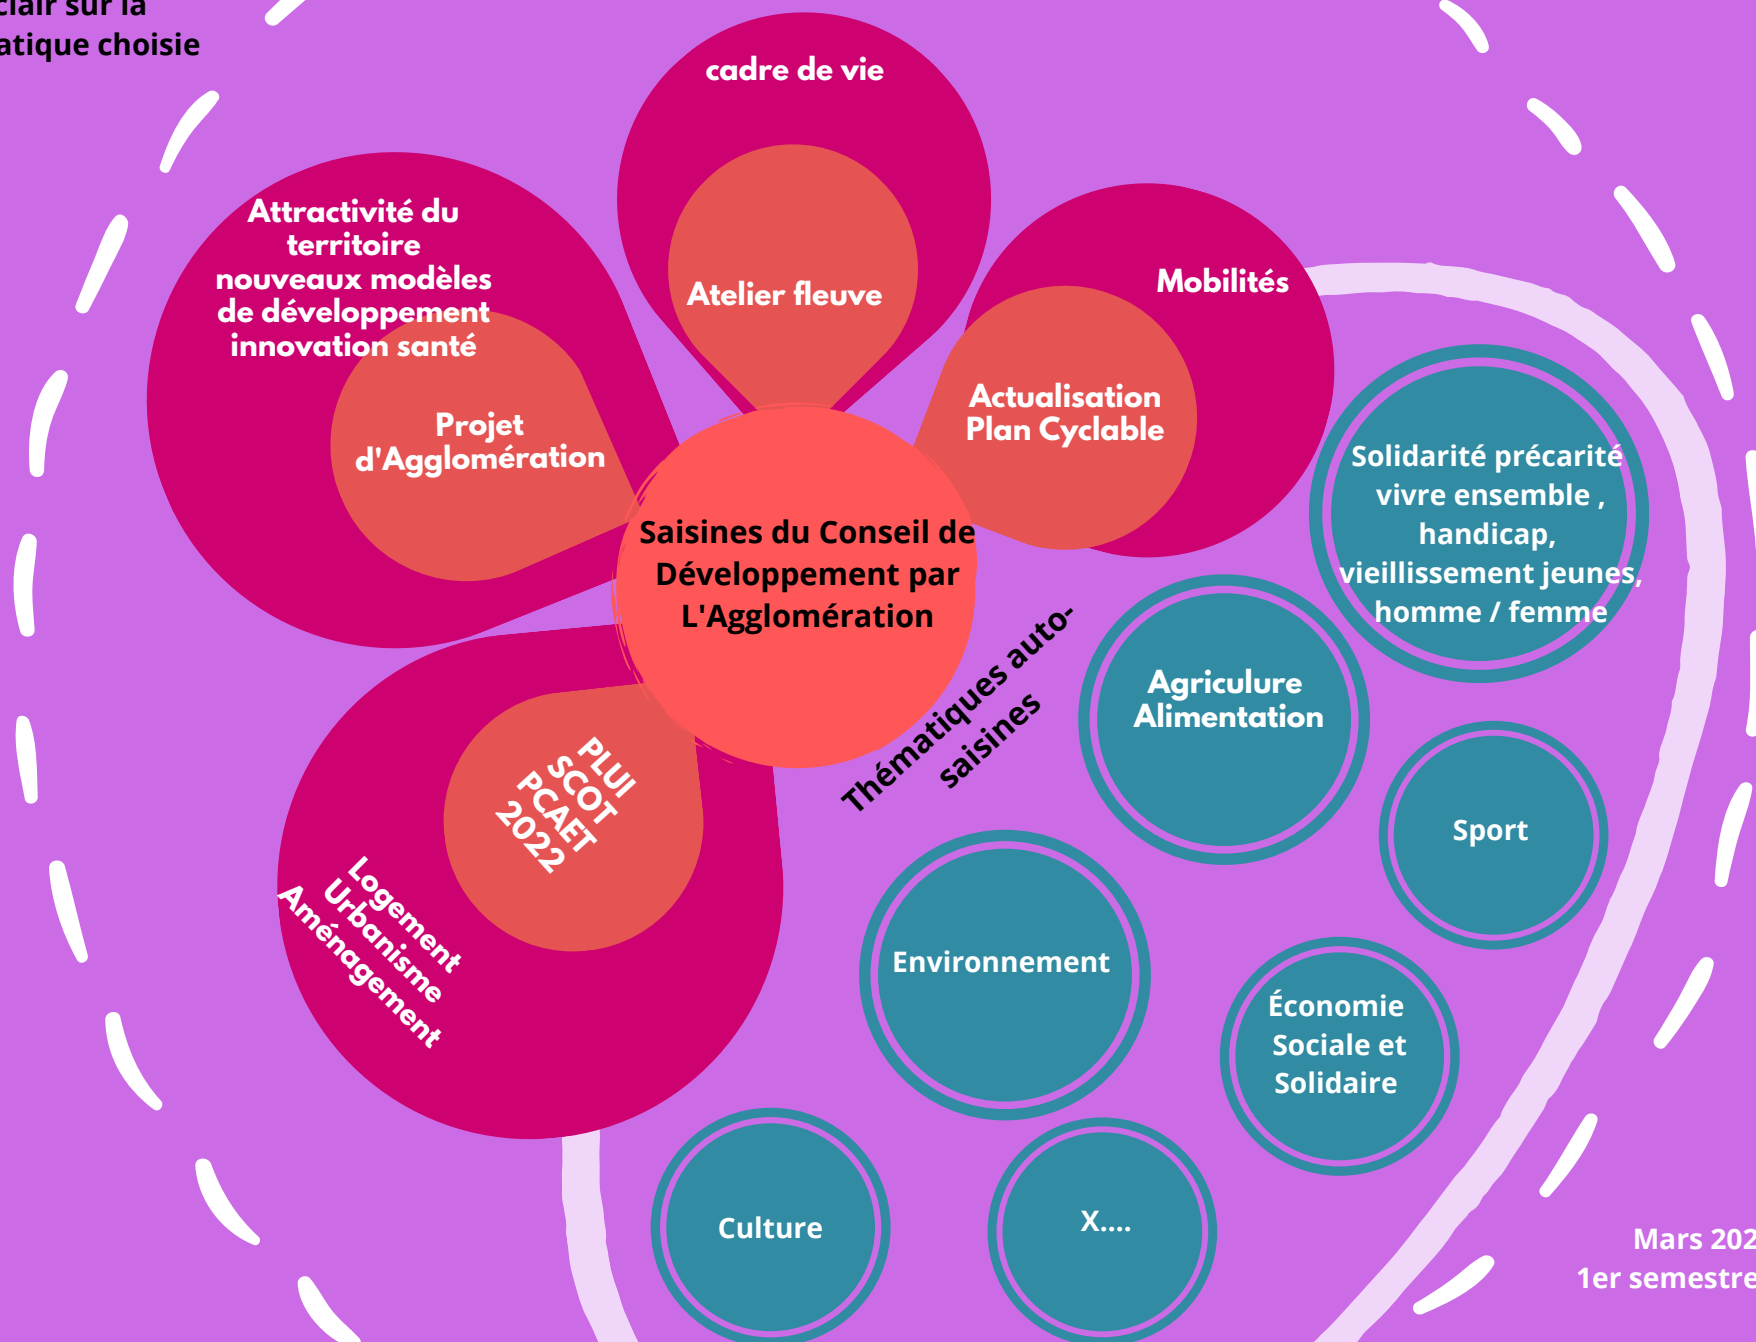 clair sur la
atique choisie
cadre de vie
Atelier fleuve
Attractivité du
territoire
nouveaux modèles
de développement
innovation santé
Projet
d'Agglomération
Mobilités
Actualisation
Plan Cyclable
Saisines du Conseil de
Développement par
L'Agglomération
PLUI
SCOT
PCAET
2022
Logement
Urbanisme
Aménagement
Thématiques auto-
saisines
Solidarité précarité
vivre ensemble ,
handicap,
vieillissement jeunes,
homme / femme
Agriculure
Alimentation
Sport
Environnement
Économie
Sociale et
Solidaire
Culture
X....
Mars 202
1er semestre